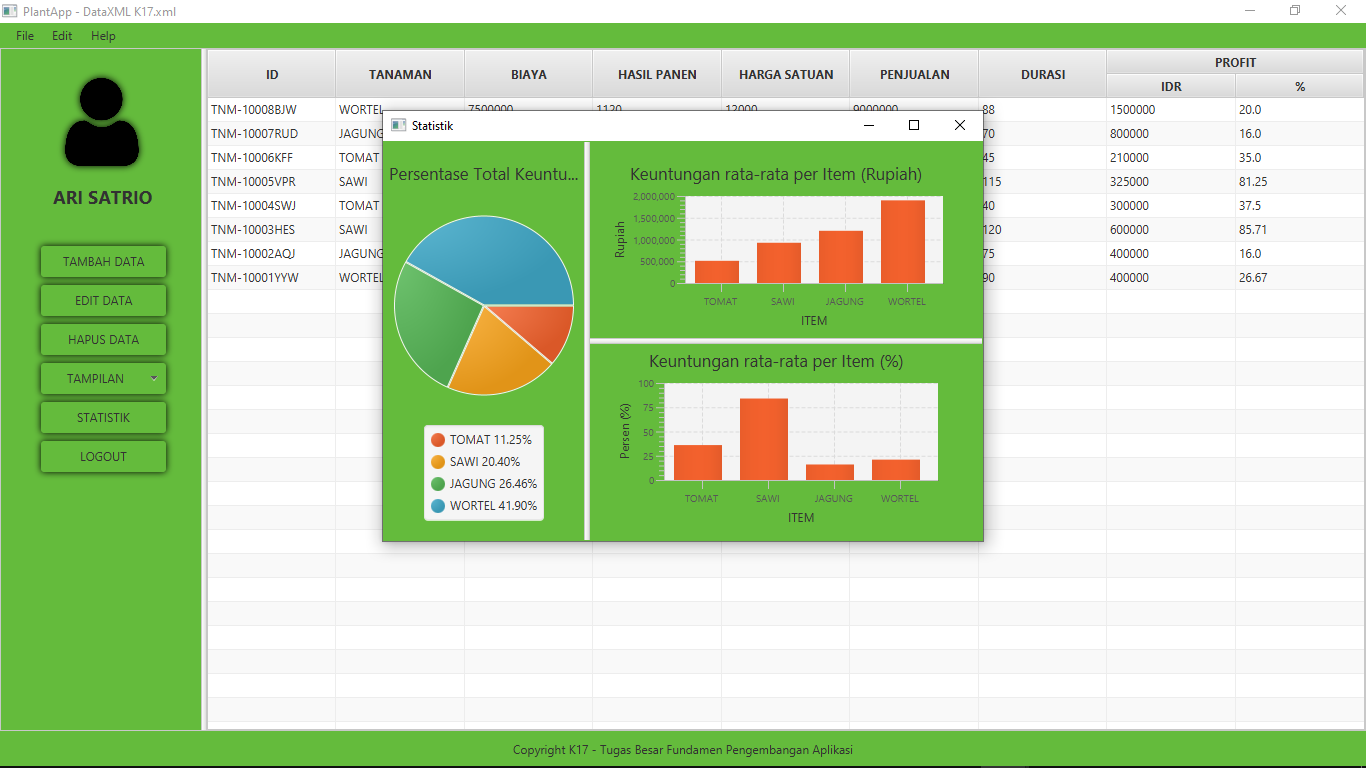 PlantApp - DataXML K17.xml
File Edit Help
ARI SATRIO
TAMBAH DATA
EDIT DATA
HAPUS DATA
TAMPILAN
STATISTIK
LOGOUT
ID TANAMAN BIAYA HASIL PANEN HARGA SATUAN PENJUALAN DURASI PROFIT
IDR %
TNM-10008BJW WORTEL 7500000 1120 12000 9000000 88 1500000 20.0
TNM-10007RUD JAGUNG 70 800000 16.0
TNM-10006KFF TOMAT 45 210000 35.0
TNM-10005VPR SAWI 115 325000 81.25
TNM-10004SWJ TOMAT 40 300000 37.5
TNM-10003HES SAWI 120 600000 85.71
TNM-10002AQJ JAGUNG 75 400000 16.0
TNM-10001YYW WORTEL 90 400000 26.67
Statistik
Persentase Total Keuntu...
TOMAT 11.25%
SAWI 20.40%
JAGUNG 26.46%
WORTEL 41.90%
Keuntungan rata-rata per Item (Rupiah)
Rupiah
2,000,000
1,500,000
1,000,000
500,000
0
TOMAT SAWI JAGUNG WORTEL
ITEM
Keuntungan rata-rata per Item (%)
Persen (%)
100
75
50
25
0
TOMAT SAWI JAGUNG WORTEL
ITEM
Copyright K17 - Tugas Besar Fundamen Pengembangan Aplikasi